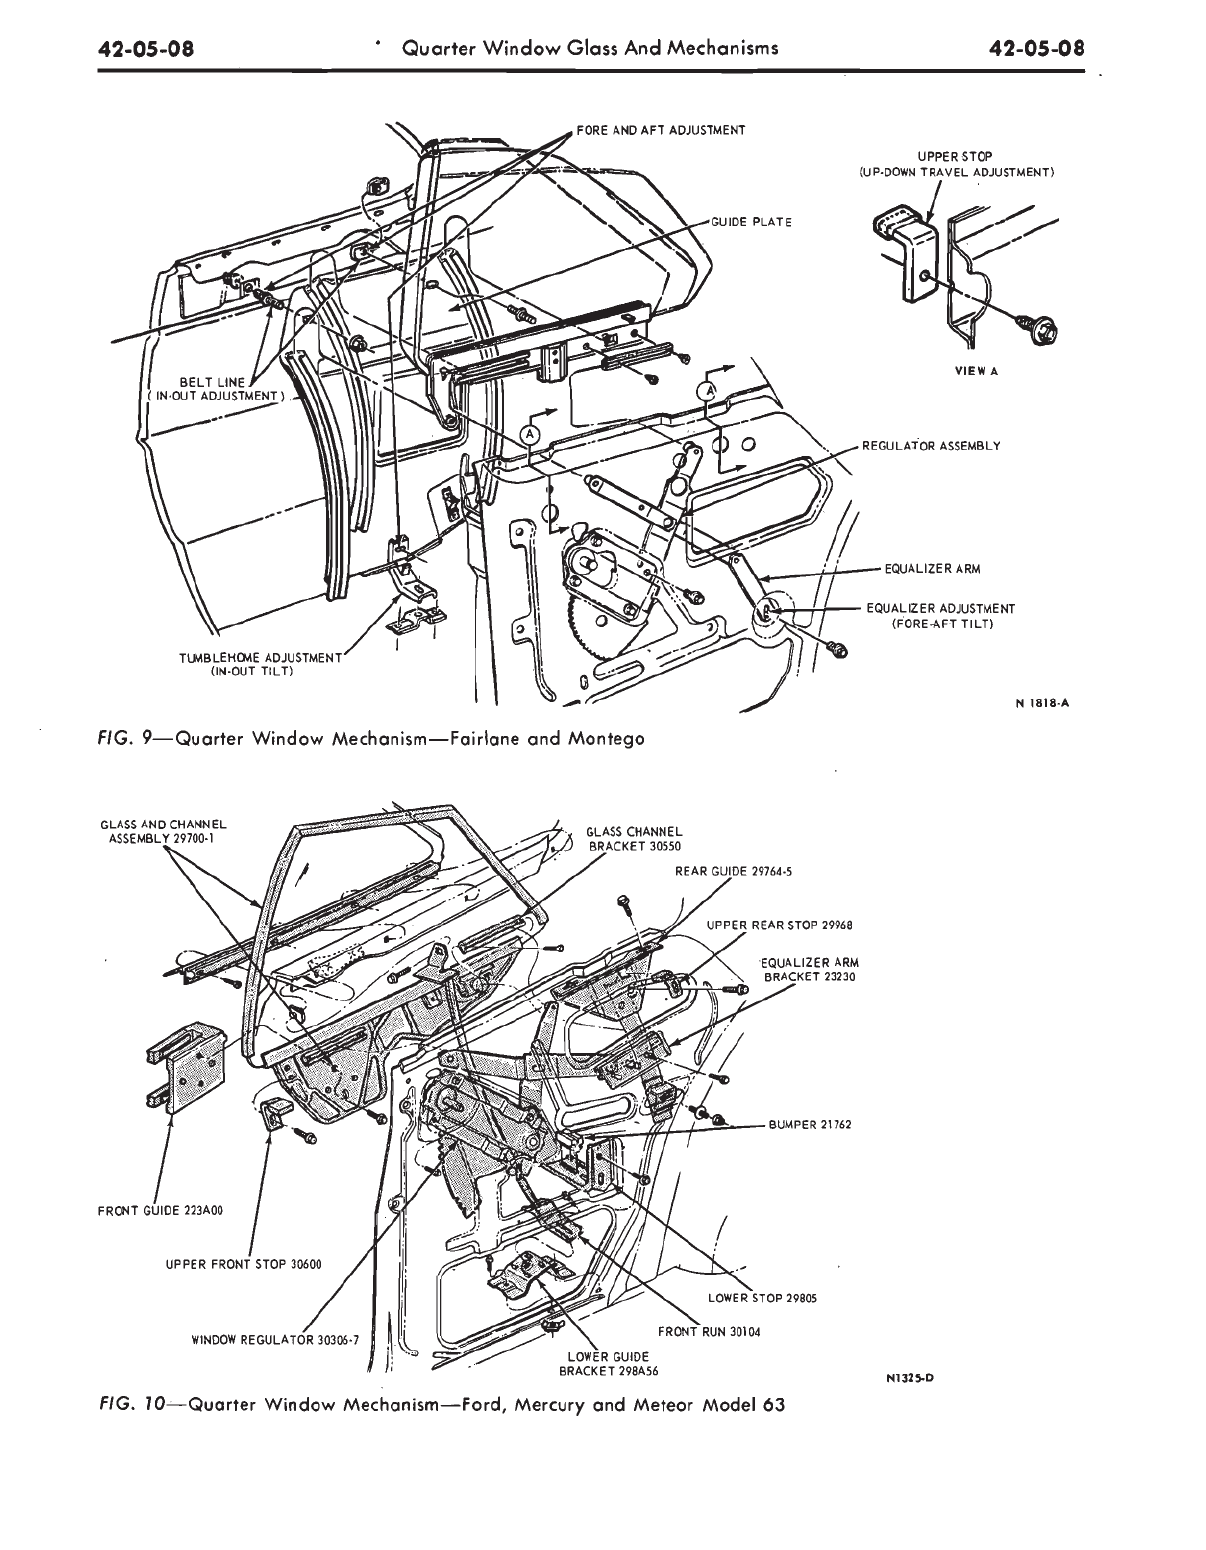 42-05-08 Quarter Window Glass And Mechanisms 42-05-08
FORE AND AFT ADJUSTMENT
UPPER STOP
(UP-DOWN TRAVEL ADJUSTMENT)
GUIDE PLATE
VIEW A
BELT LINE
(IN-OUT ADJUSTMENT)
A
A
REGULATOR ASSEMBLY
EQUALIZER ARM
EQUALIZER ADJUSTMENT
(FORE-AFT TILT)
TUMBLEHOME ADJUSTMENT
(IN-OUT TILT)
N 1818-A
FIG. 9—Quarter Window Mechanism—Fairlane and Montego
GLASS AND CHANNEL
ASSEMBLY 29700-1
GLASS CHANNEL
BRACKET 30550
REAR GUIDE 29764-5
UPPER REAR STOP 29968
EQUALIZER ARM
BRACKET 23230
BUMPER 21762
FRONT GUIDE 223A00
UPPER FRONT STOP 30600
LOWER STOP 29805
WINDOW REGULATOR 30306-7
FRONT RUN 30104
LOWER GUIDE
BRACKET 298A56
N1325-D
FIG. 10—Quarter Window Mechanism—Ford, Mercury and Meteor Model 63